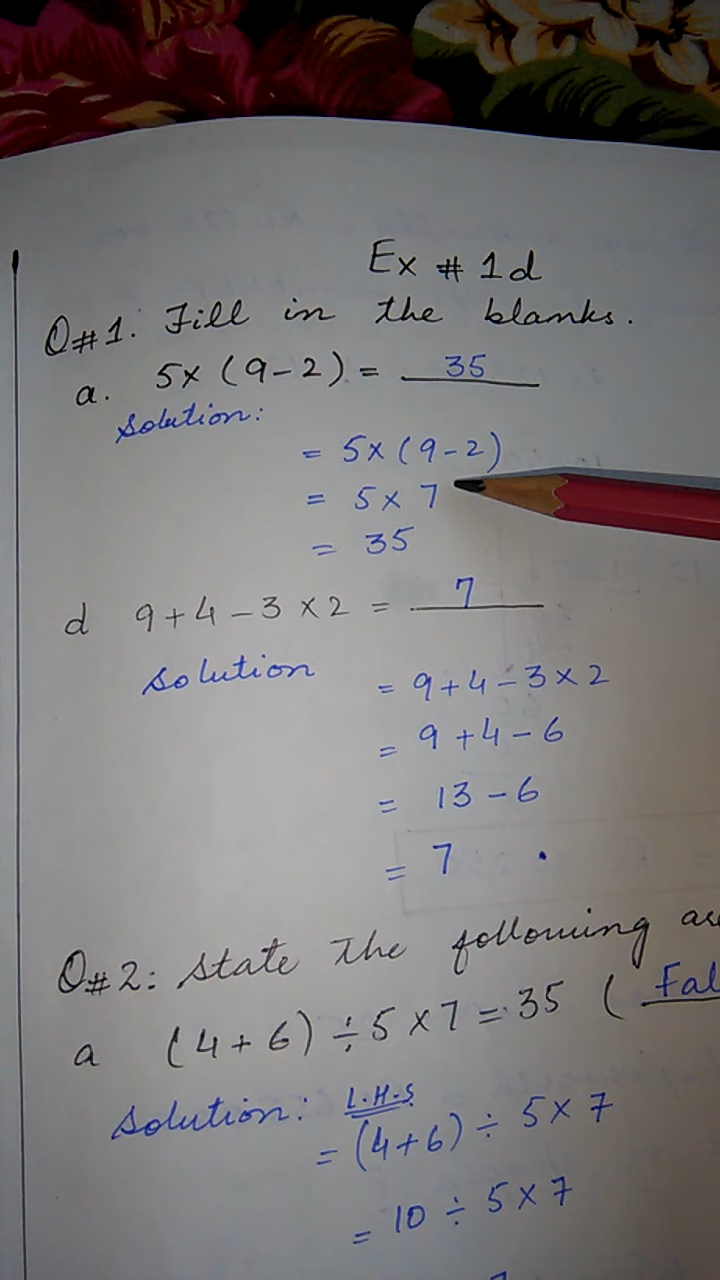 Ex # 1d
Q#1. Fill in the blanks.
a. 5×(9-2) = 35
Solution:
= 5×(9-2)
= 5×7
= 35
d 9+4-3×2 = 7
Solution
= 9+4-3×2
= 9+4-6
= 13-6
= 7 .
Q#2: State the following
a (4+6)÷5×7=35 ( Fal
Solution: L.H.S
= (4+6) ÷ 5×7
= 10 ÷ 5×7